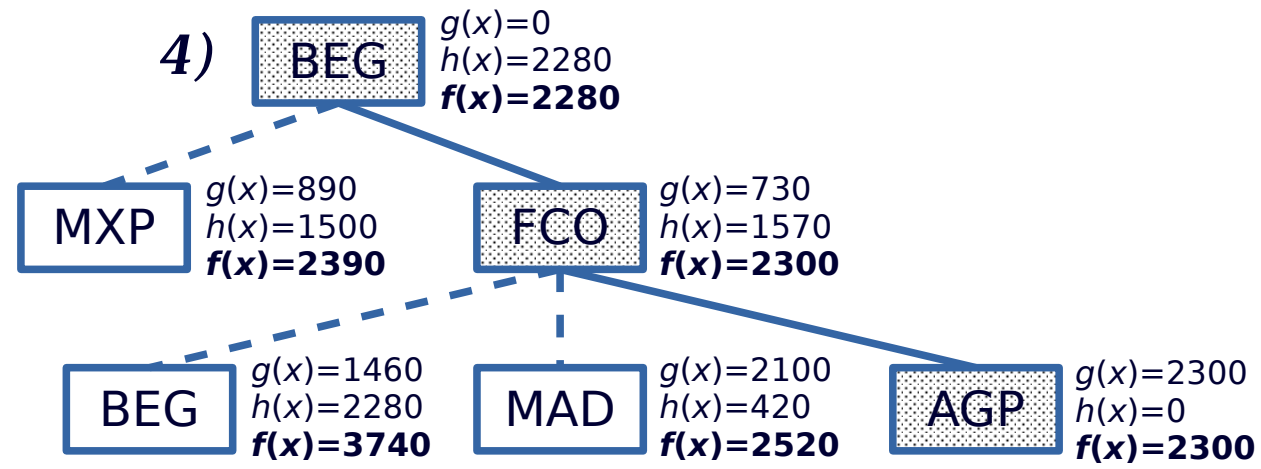 4)
BEG
g(x)=0
h(x)=2280
f(x)=2280
MXP
g(x)=890
h(x)=1500
f(x)=2390
FCO
g(x)=730
h(x)=1570
f(x)=2300
BEG
g(x)=1460
h(x)=2280
f(x)=3740
MAD
g(x)=2100
h(x)=420
f(x)=2520
AGP
g(x)=2300
h(x)=0
f(x)=2300